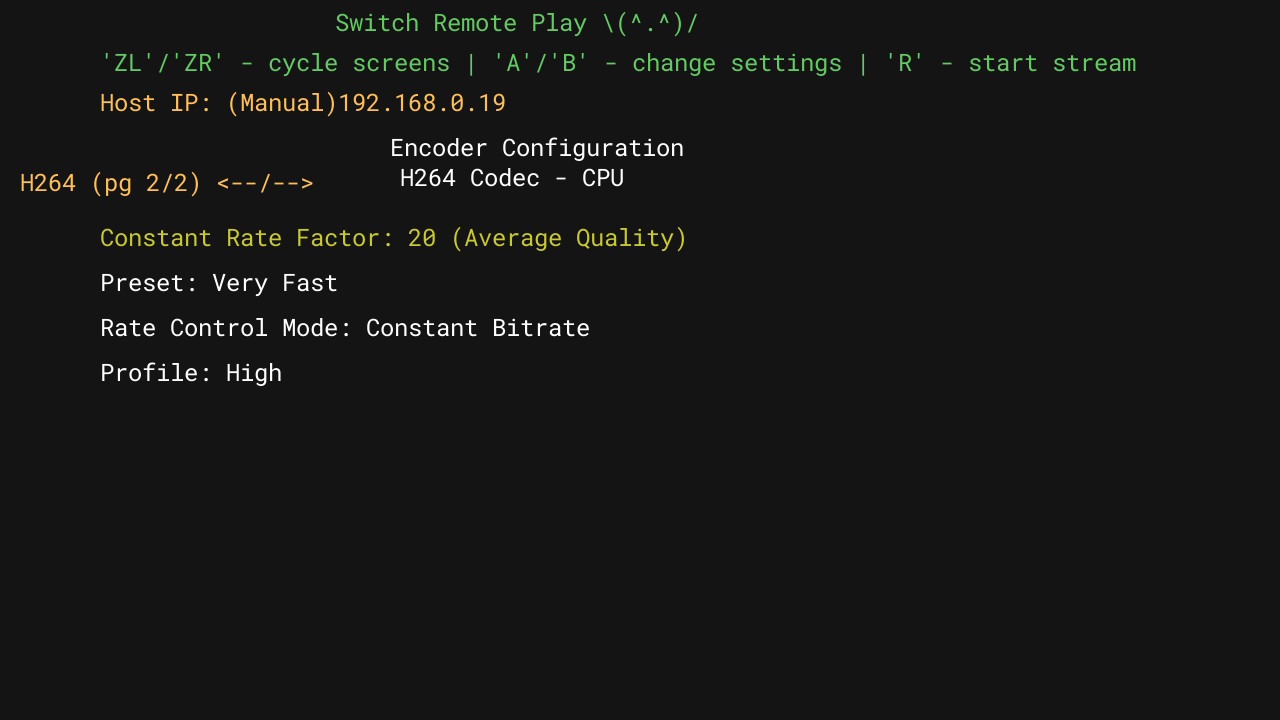 Switch Remote Play \(^.^)/
'ZL'/'ZR' - cycle screens | 'A'/'B' - change settings | 'R' - start stream
Host IP: (Manual)192.168.0.19
Encoder Configuration
H264 (pg 2/2) <--/-->
H264 Codec - CPU
Constant Rate Factor: 20 (Average Quality)
Preset: Very Fast
Rate Control Mode: Constant Bitrate
Profile: High